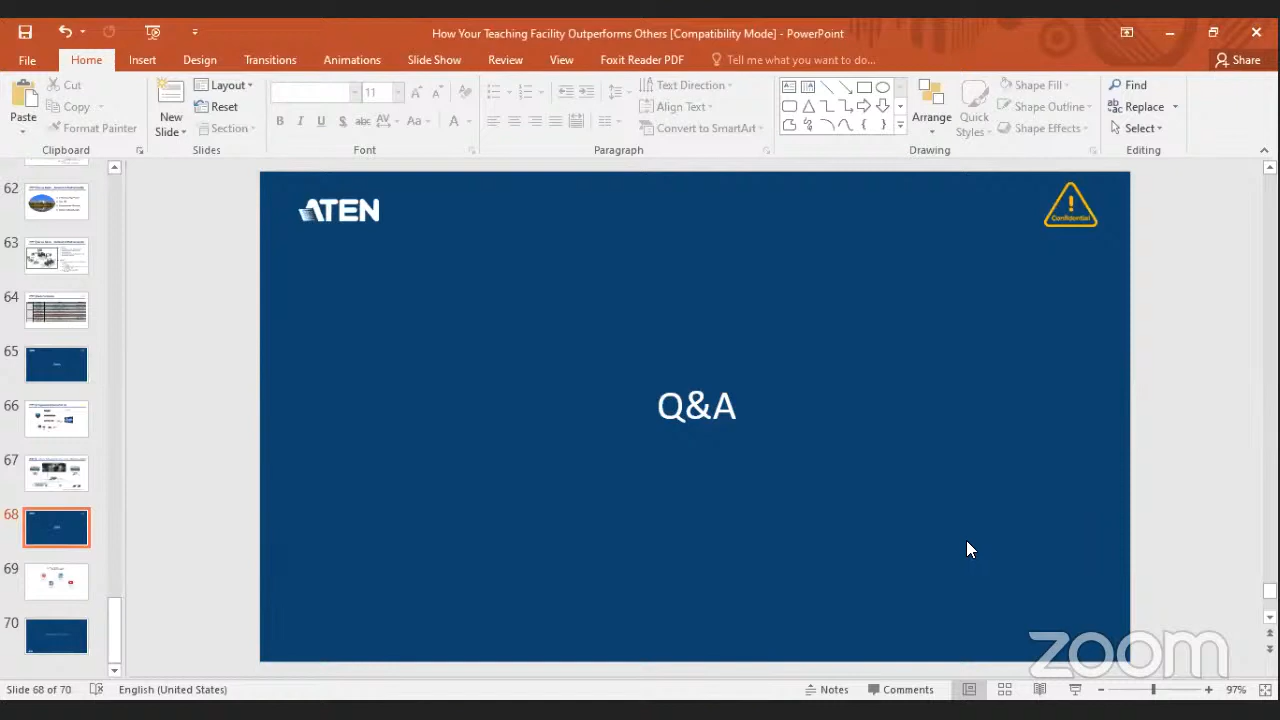 How Your Teaching Facility Outperforms Others [Compatibility Mode] - PowerPoint
File Home Insert Design Transitions Animations Slide Show Review View Foxit Reader PDF Tell me what you want to do... Share
Paste
Cut
Copy
Format Painter
Clipboard
New Slide
Layout
Reset
Section
Slides
11
B I U S abc AV Aa A
Font
Text Direction
Align Text
Convert to SmartArt
Paragraph
Arrange
Quick Styles
Shape Fill
Shape Outline
Shape Effects
Drawing
Find
Replace
Select
Editing
62
63
64
65
66
67
68
69
70
ATEN
Confidential
Q&A
zoom
Slide 68 of 70 English (United States) Notes Comments 97%